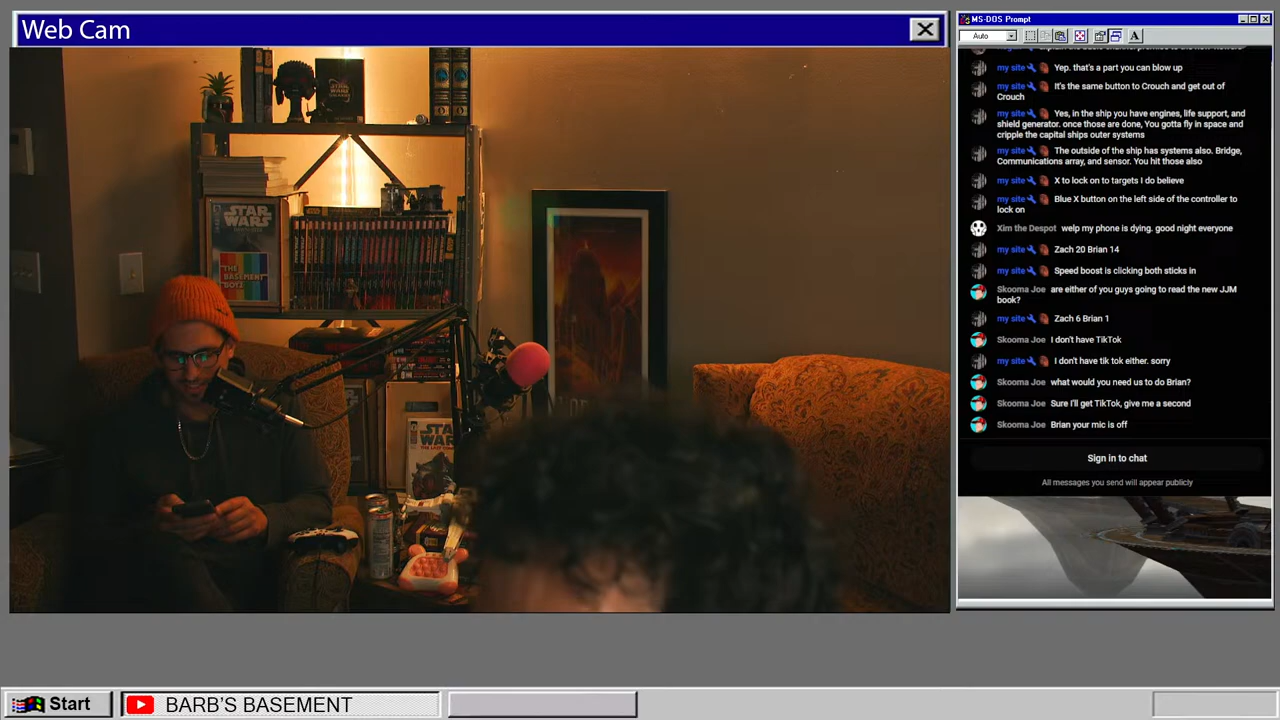 Web Cam
MS-DOS Prompt
Auto
A
my site Yep. that's a part you can blow up
my site It's the same button to Crouch and get out of
Crouch
my site Yes, in the ship you have engines, life support, and
shield generator. once those are done, You gotta fly in space and
cripple the capital ships outer systems
my site The outside of the ship has systems also. Bridge,
Communications array, and sensor. You hit those also
my site X to lock on to targets I do believe
my site Blue X button on the left side of the controller to
lock on
Xim the Despot welp my phone is dying. good night everyone
my site Zach 20 Brian 14
my site Speed boost is clicking both sticks in
Skooma Joe are either of you guys going to read the new JJM
book?
my site Zach 6 Brian 1
Skooma Joe I don't have TikTok
my site I don't have tik tok either. sorry
Skooma Joe what would you need us to do Brian?
Skooma Joe Sure I'll get TikTok, give me a second
Skooma Joe Brian your mic is off
Sign in to chat
All messages you send will appear publicly
STAR
WARS
THE
BASEMENT
BOYS
STAR
WARS
Start
BARB'S BASEMENT